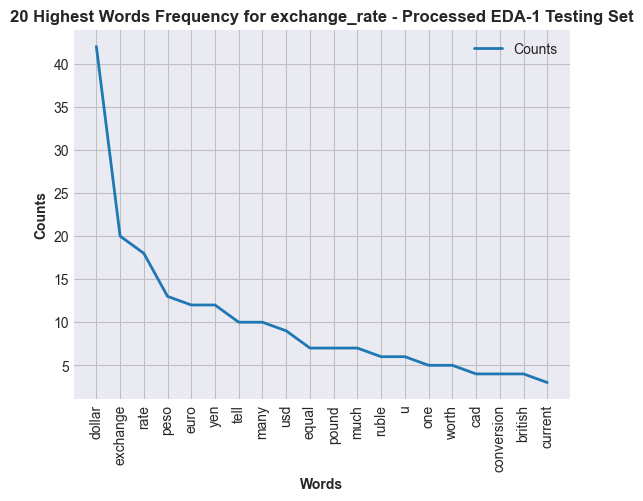 20 Highest Words Frequency for exchange_rate - Processed EDA-1 Testing Set
Counts
40
35
30
25
20
15
10
5
Counts
dollar
exchange
rate
peso
euro
yen
tell
many
usd
equal
pound
much
ruble
u
one
worth
cad
conversion
british
current
Words